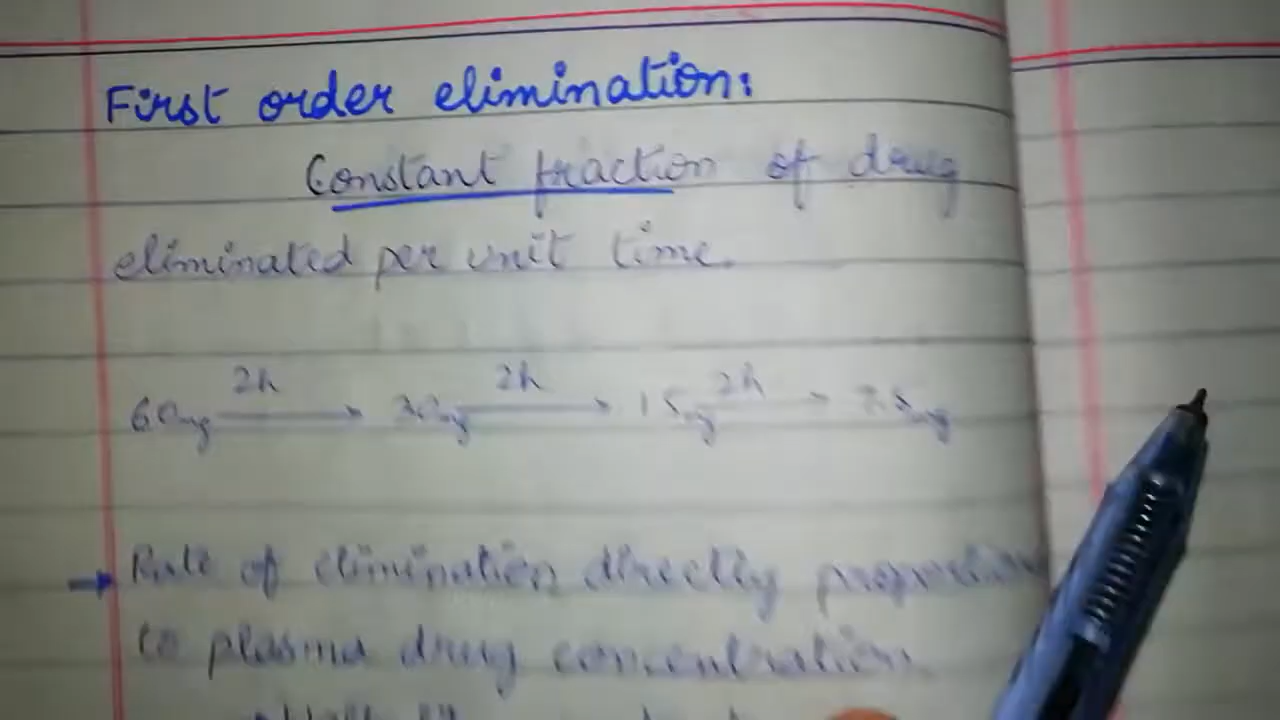 First order elimination:
Constant fraction of drug
eliminated per unit time.
2h 2h 2h
60mg → 30mg → 15mg → 7.5mg
→ Rate of elimination directly
to plasma drug concentration.